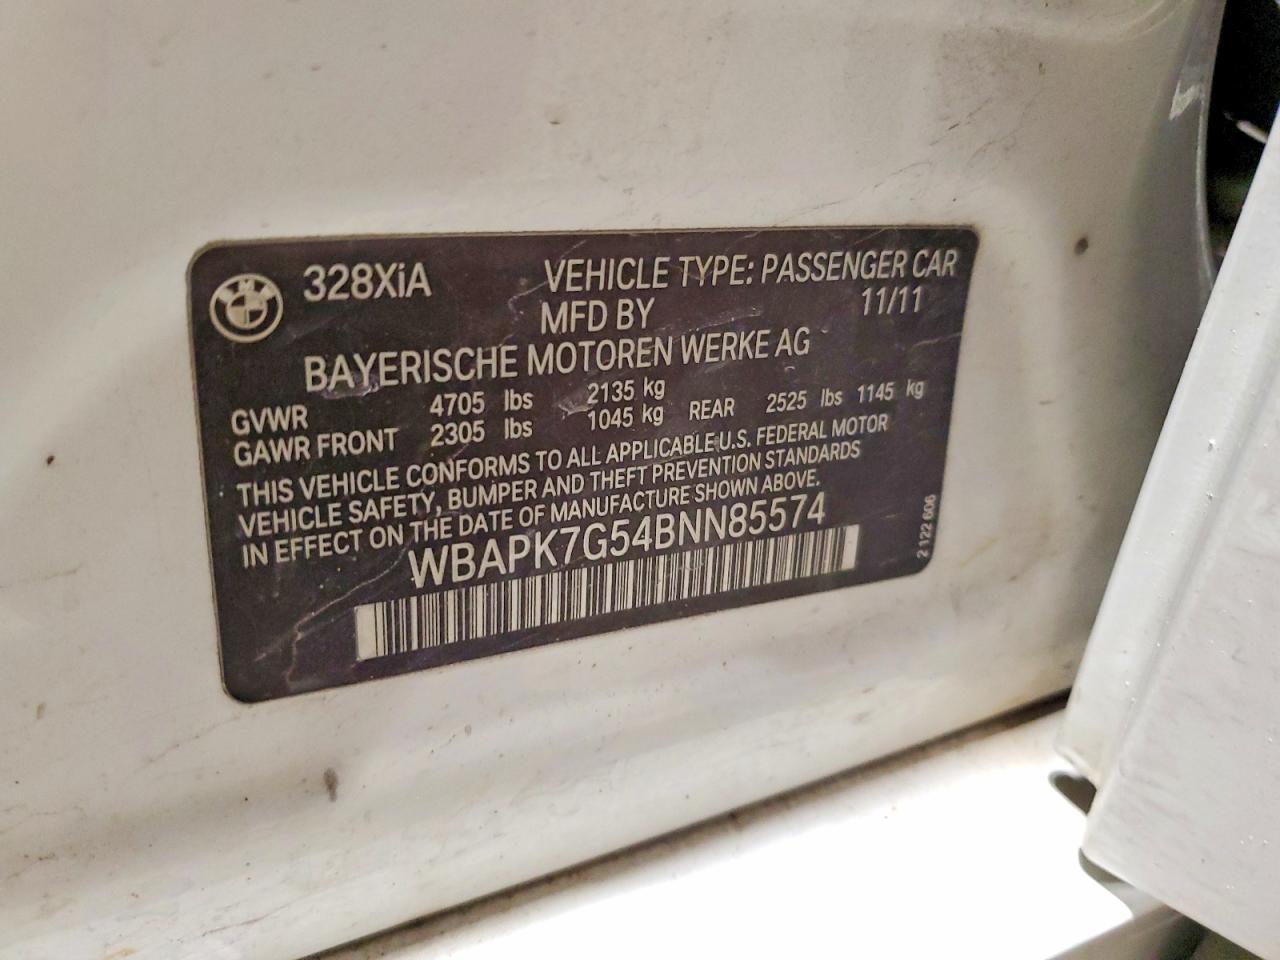 328XiA VEHICLE TYPE: PASSENGER CAR
MFD BY 11/11
BAYERISCHE MOTOREN WERKE AG
GVWR 4705 lbs 2135 kg
GAWR FRONT 2305 lbs 1045 kg REAR 2525 lbs 1145 kg
THIS VEHICLE CONFORMS TO ALL APPLICABLE U.S. FEDERAL MOTOR
VEHICLE SAFETY, BUMPER AND THEFT PREVENTION STANDARDS
IN EFFECT ON THE DATE OF MANUFACTURE SHOWN ABOVE.
WBAPK7G54BNN85574
2 122 606